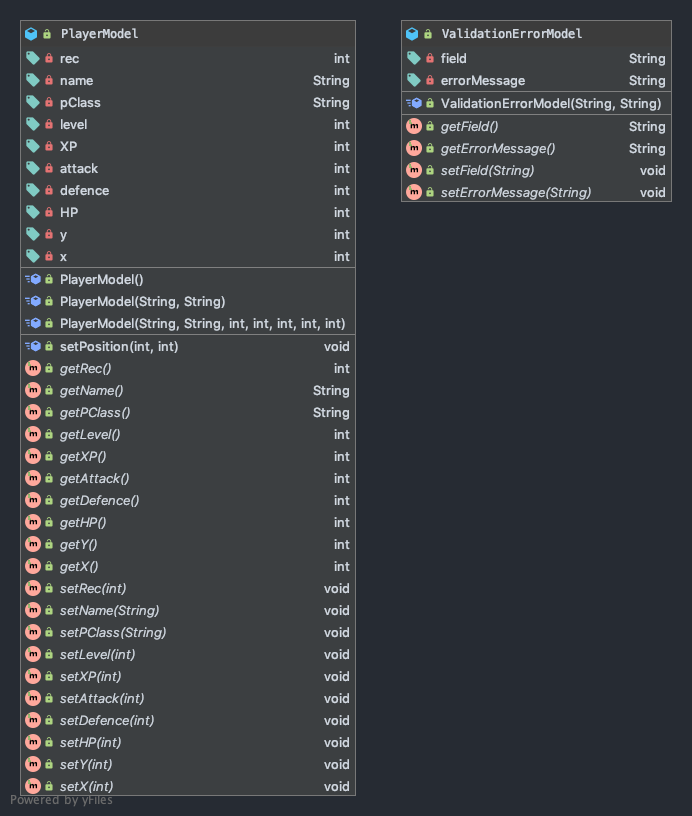 PlayerModel
rec int
name String
pClass String
level int
XP int
attack int
defence int
HP int
y int
x int
PlayerModel()
PlayerModel(String, String)
PlayerModel(String, String, int, int, int, int, int)
setPosition(int, int) void
getRec() int
getName() String
getPClass() String
getLevel() int
getXP() int
getAttack() int
getDefence() int
getHP() int
getY() int
getX() int
setRec(int) void
setName(String) void
setPClass(String) void
setLevel(int) void
setXP(int) void
setAttack(int) void
setDefence(int) void
setHP(int) void
setY(int) void
setX(int) void
ValidationErrorModel
field String
errorMessage String
ValidationErrorModel(String, String)
getField() String
getErrorMessage() String
setField(String) void
setErrorMessage(String) void
Powered by yFiles